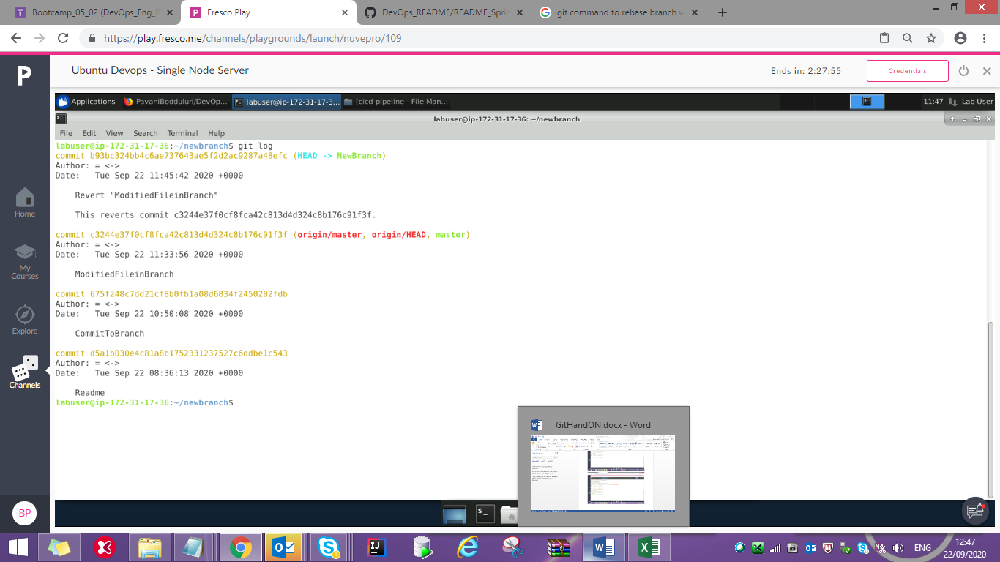 Bootcamp_05_02 (DevOps_Eng_B
Fresco Play
DevOps_README/README_Sprin
git command to rebase branch w
https://play.fresco.me/channels/playgrounds/launch/nuvepro/109
Ubuntu Devops - Single Node Server
Ends in: 2:27:55
Credentials
Applications
PavaniBodduluri/DevOp...
labuser@ip-172-31-17-3...
[cicd-pipeline - File Man...
11:47
Lab User
labuser@ip-172-31-17-36: ~/newbranch
File Edit View Search Terminal Help
labuser@ip-172-31-17-36:~/newbranch$ git log
commit b93bc324bb4c6ae737643ae5f2d2ac9287a48efc (HEAD -> NewBranch)
Author: = <->
Date:   Tue Sep 22 11:45:42 2020 +0000
Revert "ModifiedFileinBranch"
This reverts commit c3244e37f0cf8fca42c813d4d324c8b176c91f3f.
commit c3244e37f0cf8fca42c813d4d324c8b176c91f3f (origin/master, origin/HEAD, master)
Author: = <->
Date:   Tue Sep 22 11:33:56 2020 +0000
ModifiedFileinBranch
commit 675f248c7dd21cf8b0fb1a08d6834f2450202fdb
Author: = <->
Date:   Tue Sep 22 10:50:08 2020 +0000
CommitToBranch
commit d5a1b030e4c81a8b1752331237527c6ddbe1c543
Author: = <->
Date:   Tue Sep 22 08:36:13 2020 +0000
Readme
labuser@ip-172-31-17-36:~/newbranch$
Home
My
Courses
Explore
Channels
BP
GitHandON.docx - Word
ENG
12:47
22/09/2020